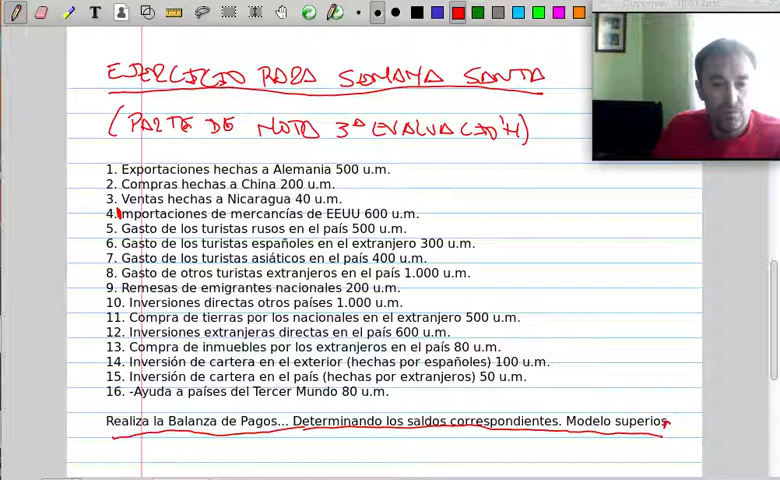 EJERCICIO PARA SEMANA SANTA
(PARTE DE NOTA 3ª EVALUACIÓN)
1. Exportaciones hechas a Alemania 500 u.m.
2. Compras hechas a China 200 u.m.
3. Ventas hechas a Nicaragua 40 u.m.
4. Importaciones de mercancías de EEUU 600 u.m.
5. Gasto de los turistas rusos en el país 500 u.m.
6. Gasto de los turistas españoles en el extranjero 300 u.m.
7. Gasto de los turistas asiáticos en el país 400 u.m.
8. Gasto de otros turistas extranjeros en el país 1.000 u.m.
9. Remesas de emigrantes nacionales 200 u.m.
10. Inversiones directas otros países 1.000 u.m.
11. Compra de tierras por los nacionales en el extranjero 500 u.m.
12. Inversiones extranjeras directas en el país 600 u.m.
13. Compra de inmuebles por los extranjeros en el país 80 u.m.
14. Inversión de cartera en el exterior (hechas por españoles) 100 u.m.
15. Inversión de cartera en el país (hechas por extranjeros) 50 u.m.
16. -Ayuda a países del Tercer Mundo 80 u.m.
Realiza la Balanza de Pagos... Determinando los saldos correspondientes. Modelo superior